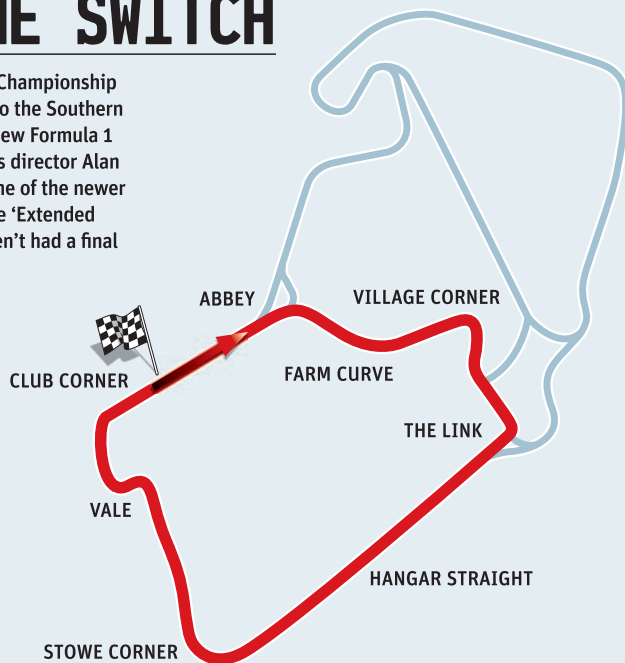 SWITCH
Championship
o the Southern
ew Formula 1
s director Alan
ne of the newer
e ‘Extended
en’t had a final
ABBEY
VILLAGE CORNER
CLUB CORNER
FARM CURVE
THE LINK
VALE
HANGAR STRAIGHT
STOWE CORNER